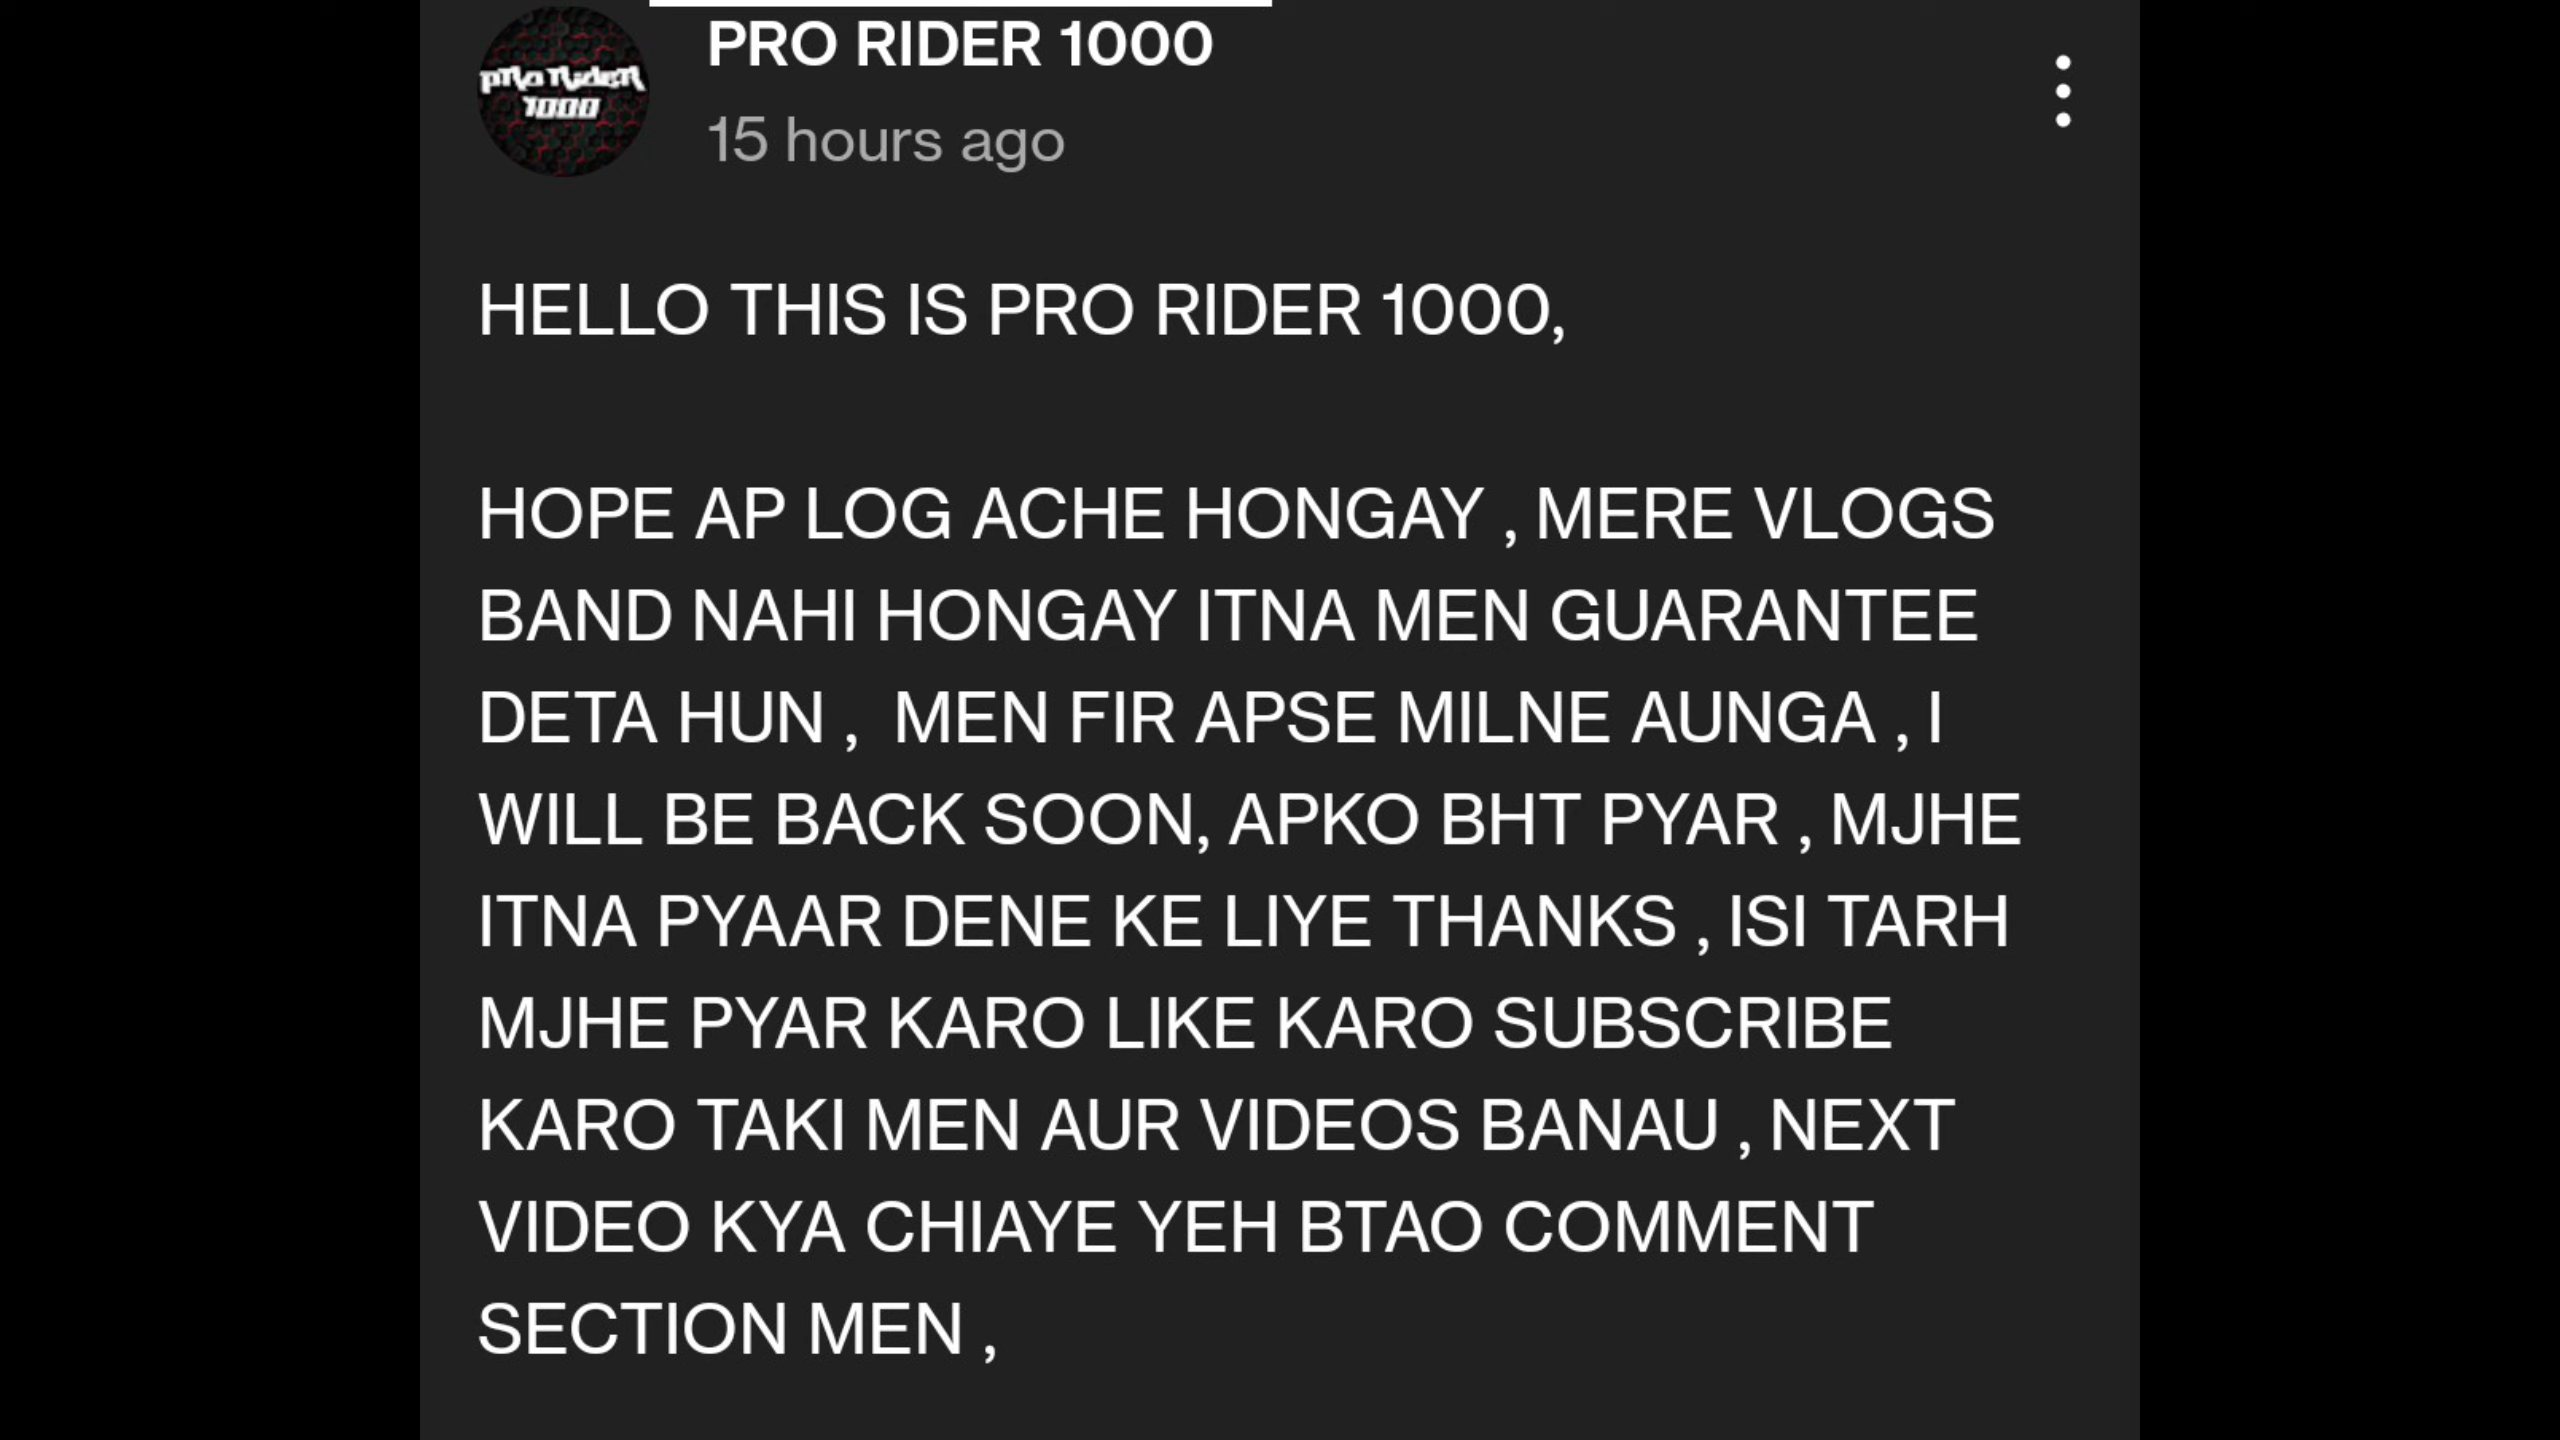 PRO RIDER 1000
PRO RIDER
1000
15 hours ago
HELLO THIS IS PRO RIDER 1000,
HOPE AP LOG ACHE HONGAY , MERE VLOGS
BAND NAHI HONGAY ITNA MEN GUARANTEE
DETA HUN ,  MEN FIR APSE MILNE AUNGA , I
WILL BE BACK SOON, APKO BHT PYAR , MJHE
ITNA PYAAR DENE KE LIYE THANKS , ISI TARH
MJHE PYAR KARO LIKE KARO SUBSCRIBE
KARO TAKI MEN AUR VIDEOS BANAU , NEXT
VIDEO KYA CHIAYE YEH BTAO COMMENT
SECTION MEN ,